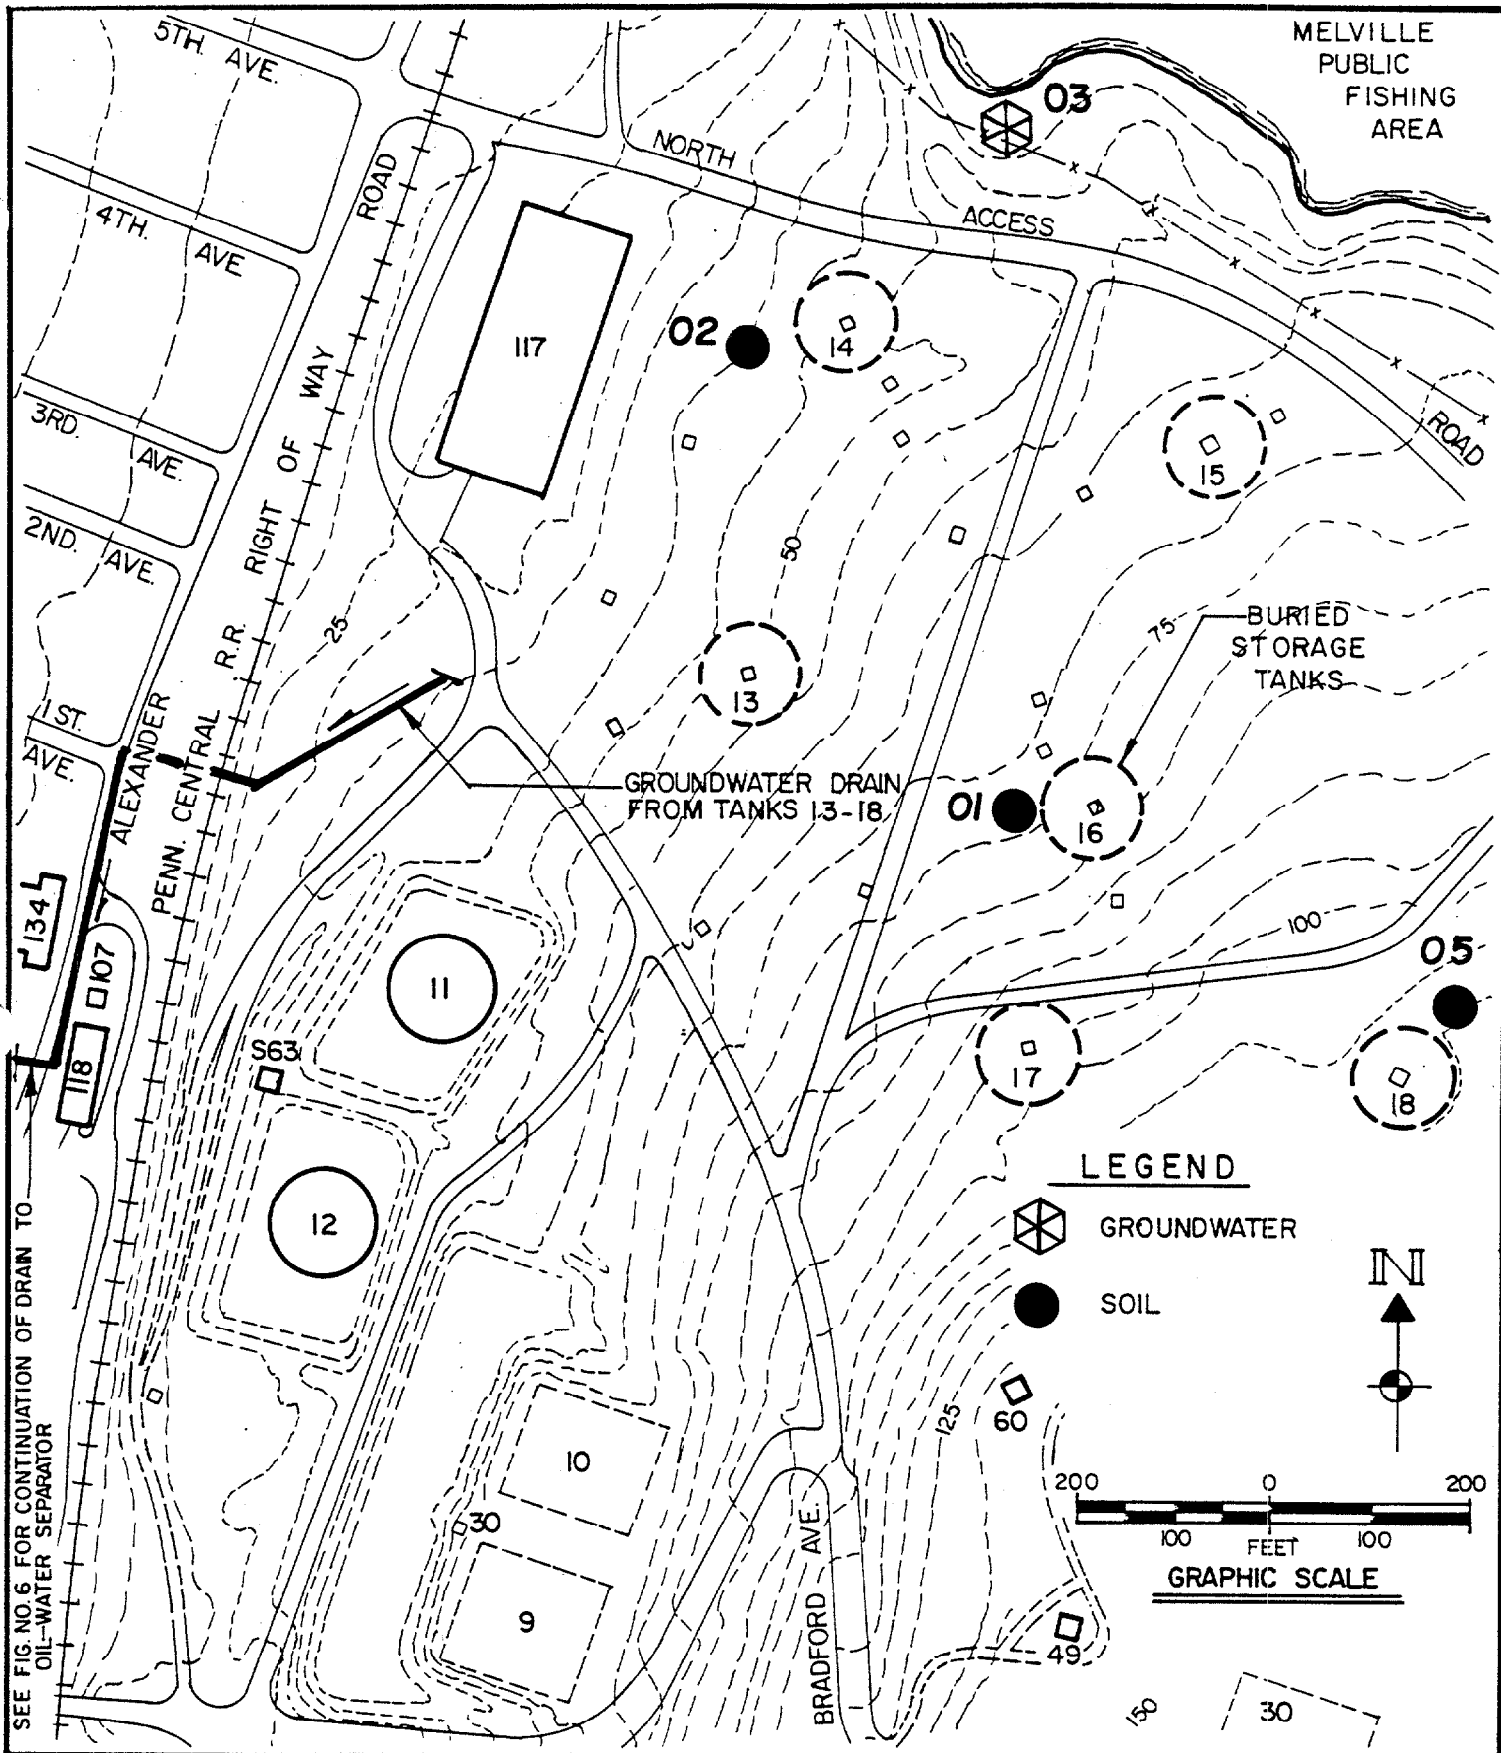 MELVILLE
PUBLIC
FISHING
AREA
5TH. AVE.
03
NORTH
ACCESS
ROAD
4TH. AVE
ROAD
02
14
117
RIGHT OF WAY
3RD. AVE.
15
2ND. AVE.
50
25
75
BURIED
STORAGE
TANKS
13
1 ST. AVE.
ALEXANDER
PENN. CENTRAL R.R.
GROUNDWATER DRAIN
FROM TANKS 13-18
01
16
134
107
100
05
11
118
S63
17
18
LEGEND
GROUNDWATER
SOIL
N
12
SEE FIG. NO. 6 FOR CONTINUATION OF DRAIN TO
OIL-WATER SEPARATOR
125
60
10
30
9
200 0 200
100 FEET 100
GRAPHIC SCALE
BRADFORD AVE.
49
150
30